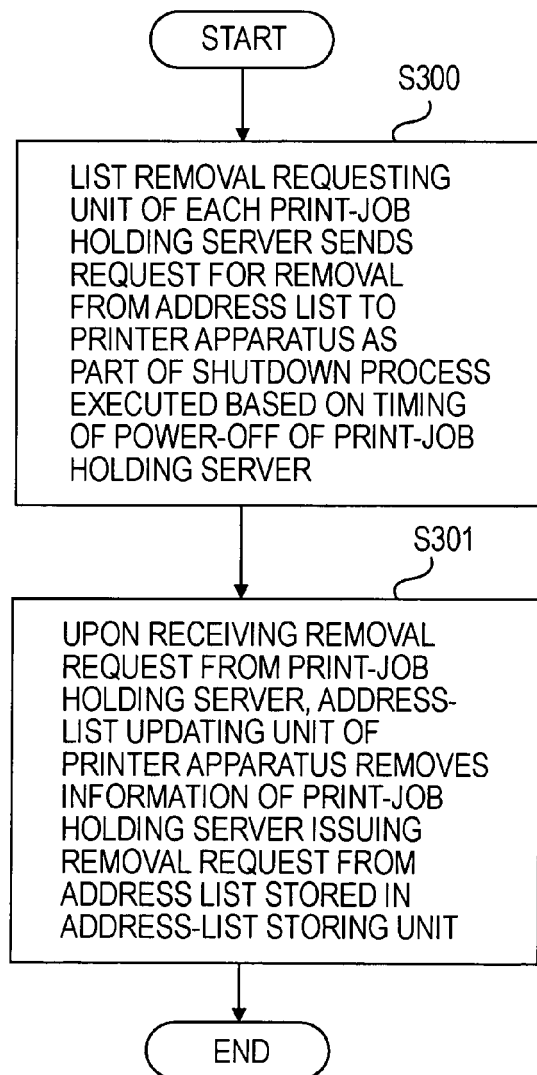 START
S300
LIST REMOVAL REQUESTING
UNIT OF EACH PRINT-JOB
HOLDING SERVER SENDS
REQUEST FOR REMOVAL
FROM ADDRESS LIST TO
PRINTER APPARATUS AS
PART OF SHUTDOWN PROCESS
EXECUTED BASED ON TIMING
OF POWER-OFF OF PRINT-JOB
HOLDING SERVER
S301
UPON RECEIVING REMOVAL
REQUEST FROM PRINT-JOB
HOLDING SERVER, ADDRESS-
LIST UPDATING UNIT OF
PRINTER APPARATUS REMOVES
INFORMATION OF PRINT-JOB
HOLDING SERVER ISSUING
REMOVAL REQUEST FROM
ADDRESS LIST STORED IN
ADDRESS-LIST STORING UNIT
END